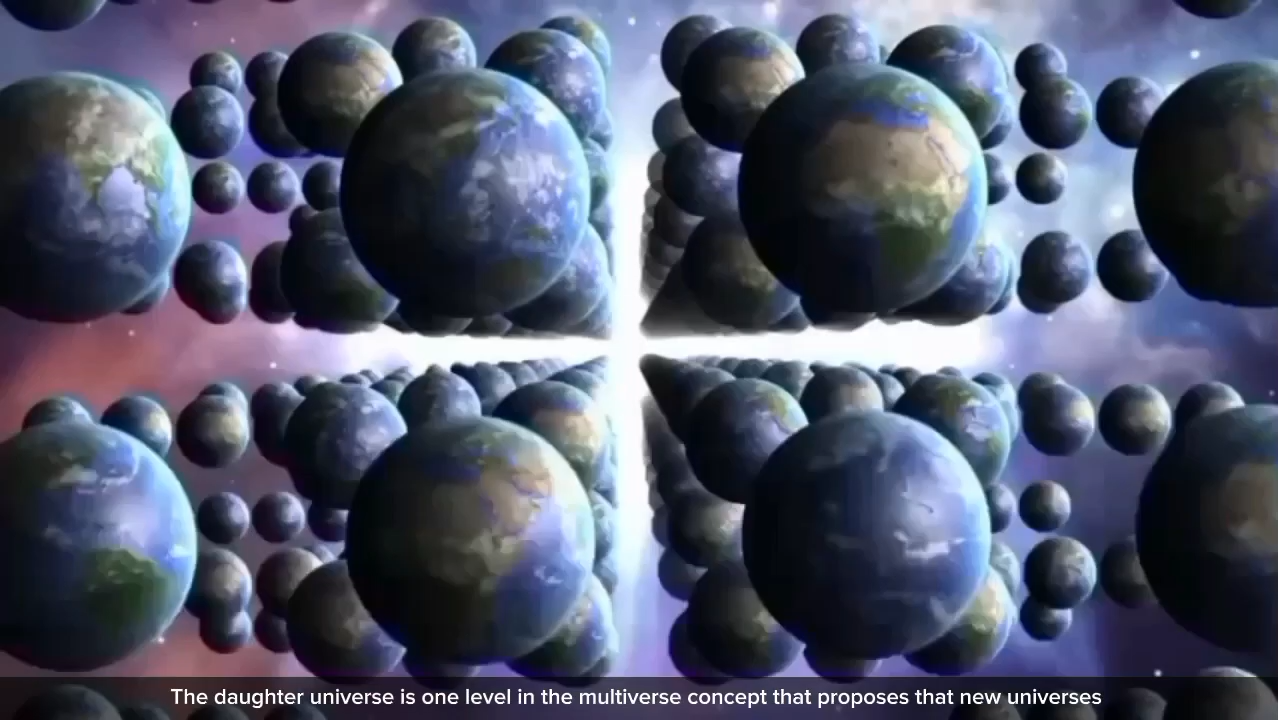 The daughter universe is one level in the multiverse concept that proposes that new universes